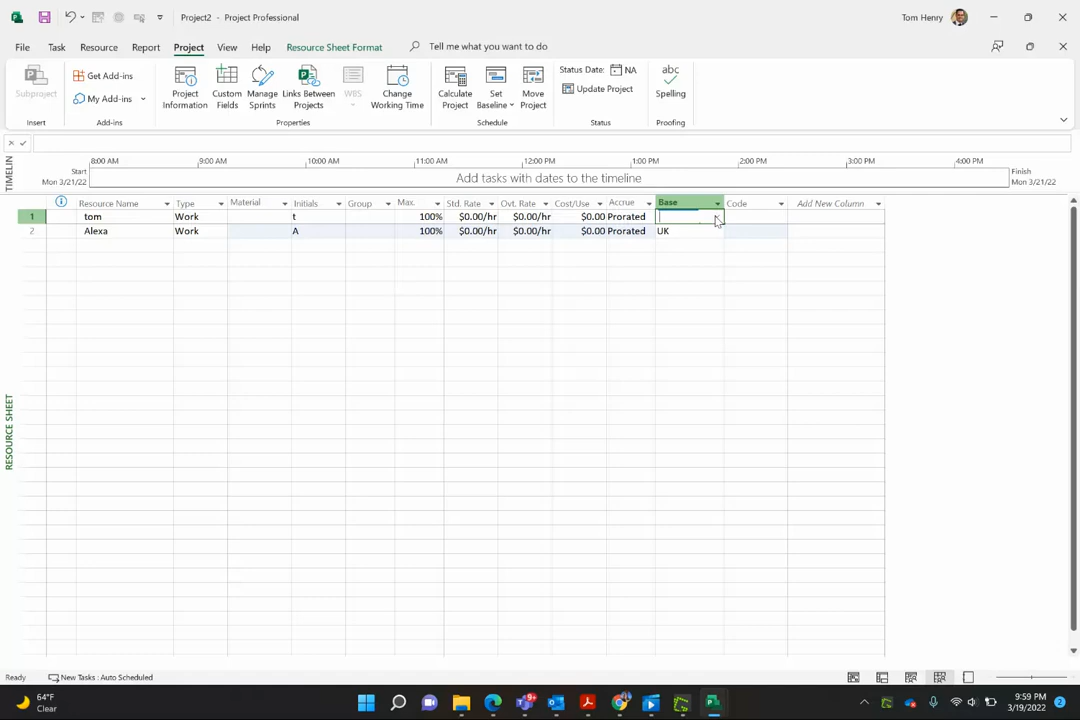 Project2 - Project Professional
Tom Henry
File Task Resource Report Project View Help Resource Sheet Format Tell me what you want to do
Subproject
Get Add-ins
My Add-ins
Project Information
Custom Fields
Manage Sprints
Links Between Projects
WBS
Change Working Time
Calculate Project
Set Baseline
Move Project
Status Date: NA
Update Project
abc
Spelling
Insert Add-ins Properties Schedule Status Proofing
TIMELIN
8:00 AM 9:00 AM 10:00 AM 11:00 AM 12:00 PM 1:00 PM 2:00 PM 3:00 PM 4:00 PM
Start
Mon 3/21/22
Add tasks with dates to the timeline
Finish
Mon 3/21/22
Resource Name Type Material Initials Group Max. Std. Rate Ovt. Rate Cost/Use Accrue Base Code Add New Column
1 tom Work t 100% $0.00/hr $0.00/hr $0.00 Prorated
2 Alexa Work A 100% $0.00/hr $0.00/hr $0.00 Prorated UK
RESOURCE SHEET
Ready New Tasks : Auto Scheduled
64°F
Clear
9:59 PM
3/19/2022
2